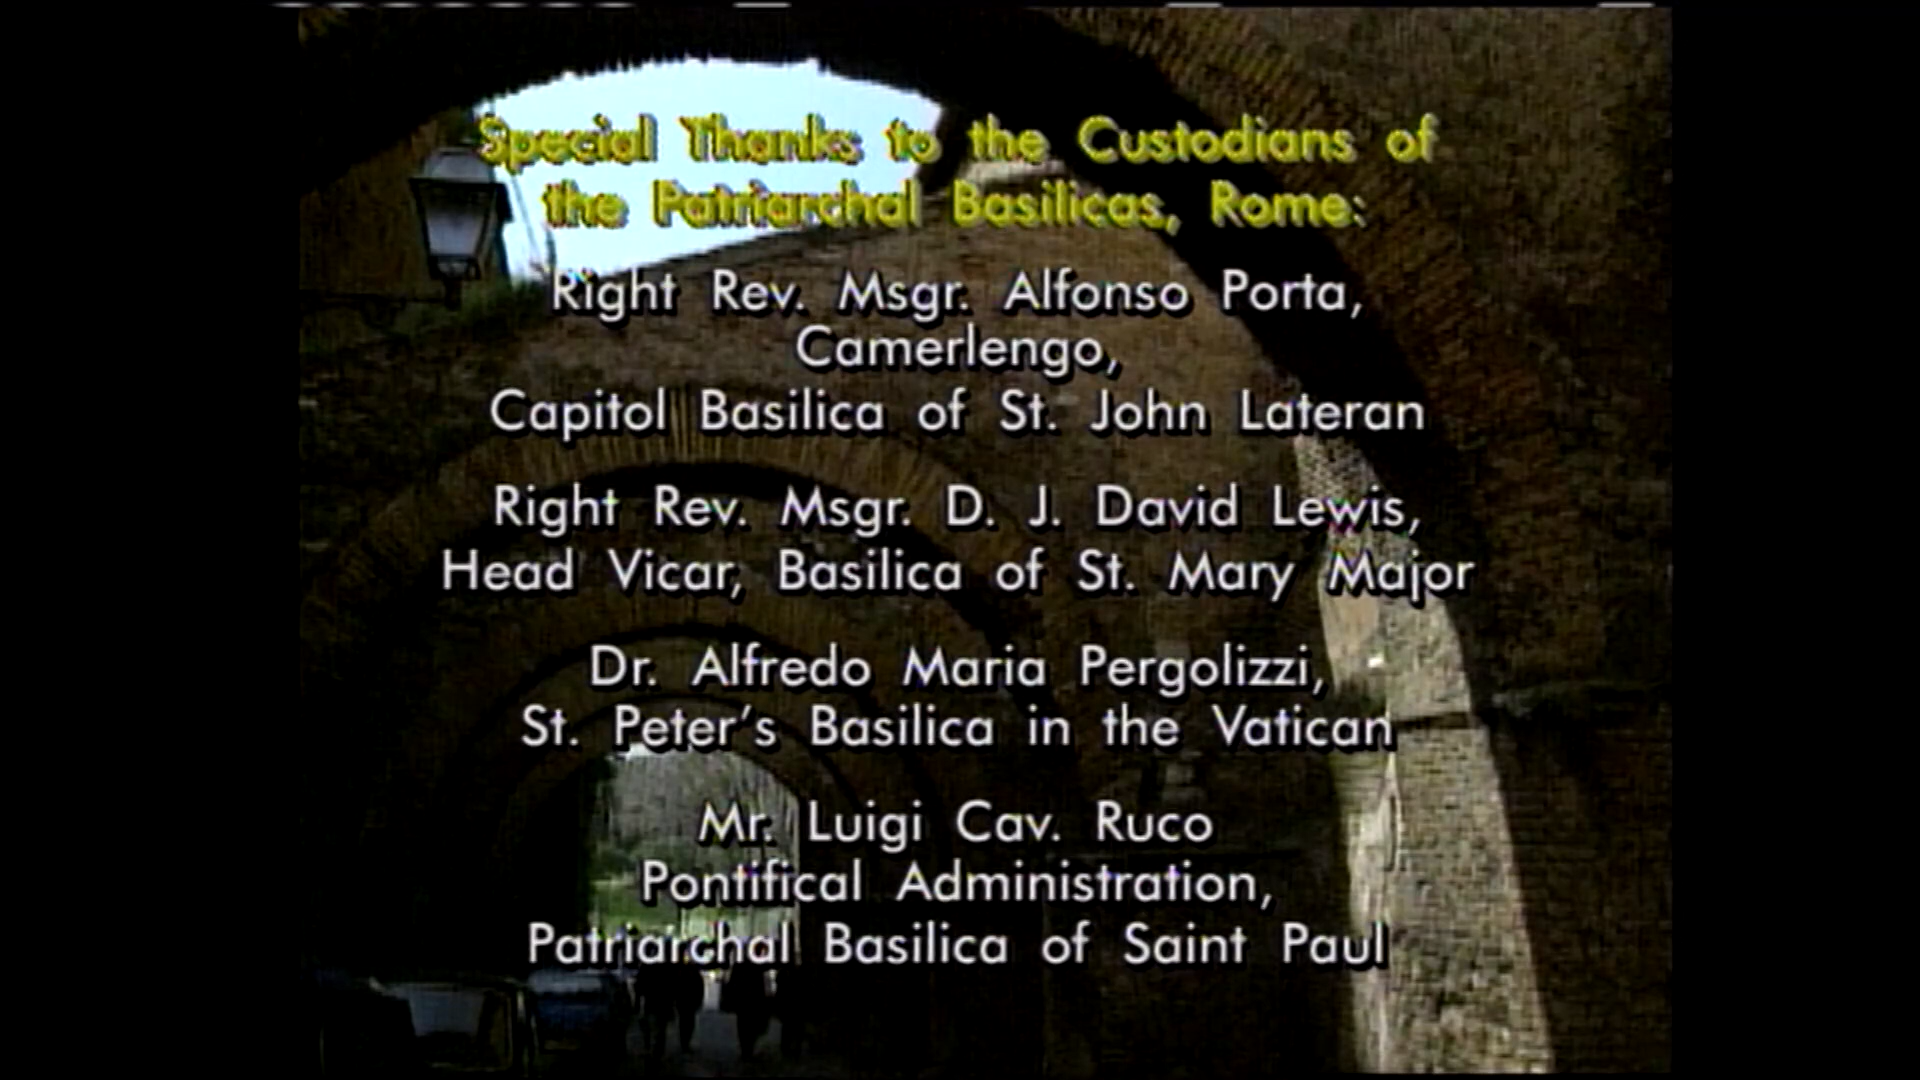 Special Thanks to the Custodians of
the Patriarchal Basilicas, Rome:
Right Rev. Msgr. Alfonso Porta,
Camerlengo,
Capitol Basilica of St. John Lateran
Right Rev. Msgr. D. J. David Lewis,
Head Vicar, Basilica of St. Mary Major
Dr. Alfredo Maria Pergolizzi,
St. Peter's Basilica in the Vatican
Mr. Luigi Cav. Ruco
Pontifical Administration,
Patriarchal Basilica of Saint Paul